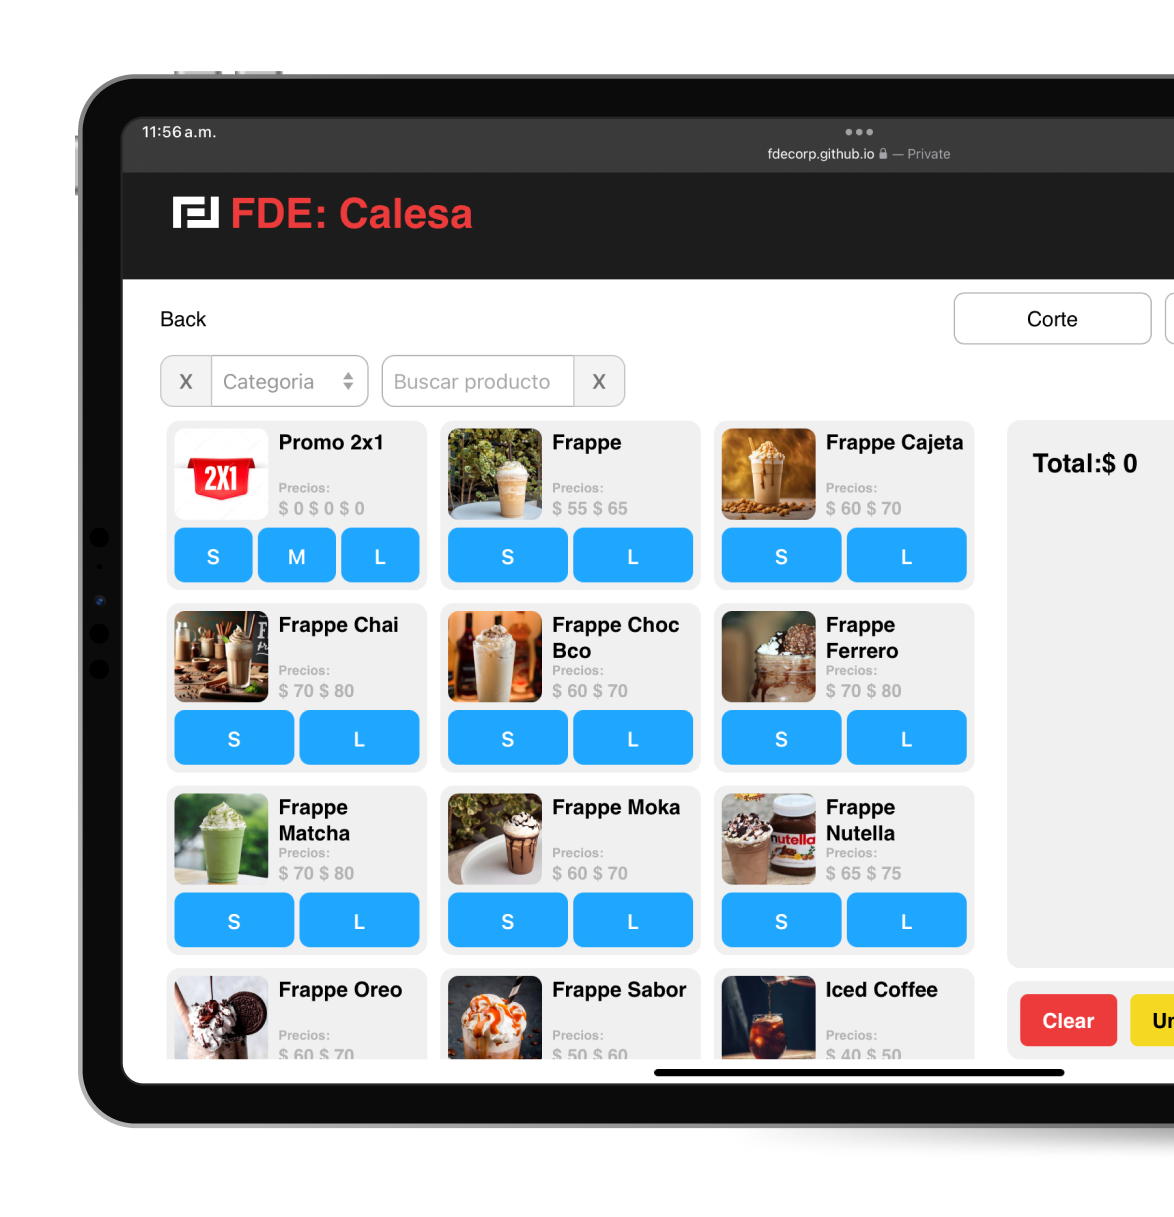 11:56 a.m.
fdecorp.github.io — Private
FDE: Calesa
Back
Corte
X
Categoria
Buscar producto
X
Promo 2x1
2X1
Precios:
$ 0 $ 0 $ 0
S
M
L
Frappe
Precios:
$ 55 $ 65
S
L
Frappe Cajeta
Precios:
$ 60 $ 70
S
L
Total:$ 0
Frappe Chai
Precios:
$ 70 $ 80
S
L
Frappe Choc
Bco
Precios:
$ 60 $ 70
S
L
Frappe
Ferrero
Precios:
$ 70 $ 80
S
L
Frappe
Matcha
Precios:
$ 70 $ 80
S
L
Frappe Moka
Precios:
$ 60 $ 70
S
L
Frappe
Nutella
nutella
Precios:
$ 65 $ 75
S
L
Frappe Oreo
Precios:
$ 60 $ 70
Frappe Sabor
Precios:
$ 50 $ 60
Iced Coffee
Precios:
$ 40 $ 50
Clear